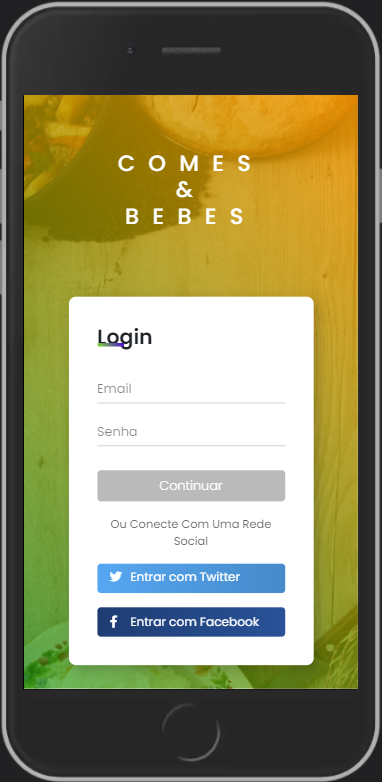 COMES
&
BEBES
Login
Email
Senha
Continuar
Ou Conecte Com Uma Rede
Social
Entrar com Twitter
Entrar com Facebook